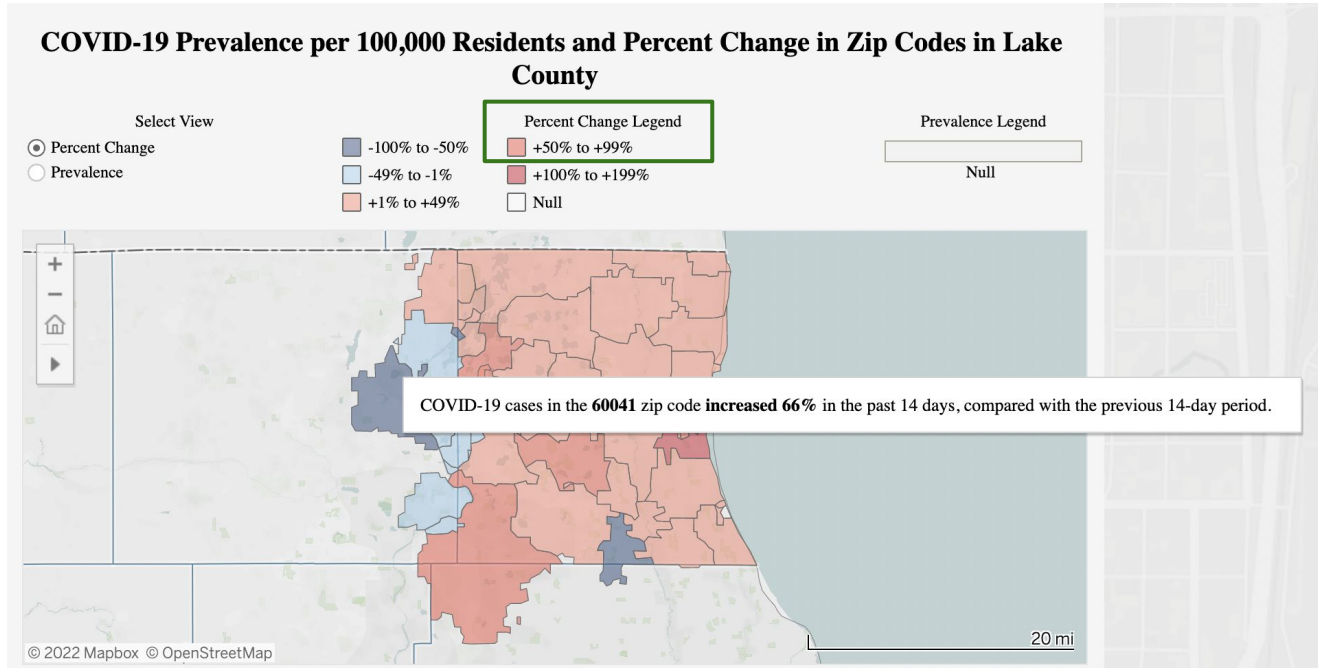 COVID-19 Prevalence per 100,000 Residents and Percent Change in Zip Codes in Lake
County
Select View
Percent Change
Prevalence
Percent Change Legend
-100% to -50%
+50% to +99%
-49% to -1%
+100% to +199%
+1% to +49%
Null
Prevalence Legend
Null
+
−
COVID-19 cases in the 60041 zip code increased 66% in the past 14 days, compared with the previous 14-day period.
20 mi
© 2022 Mapbox © OpenStreetMap